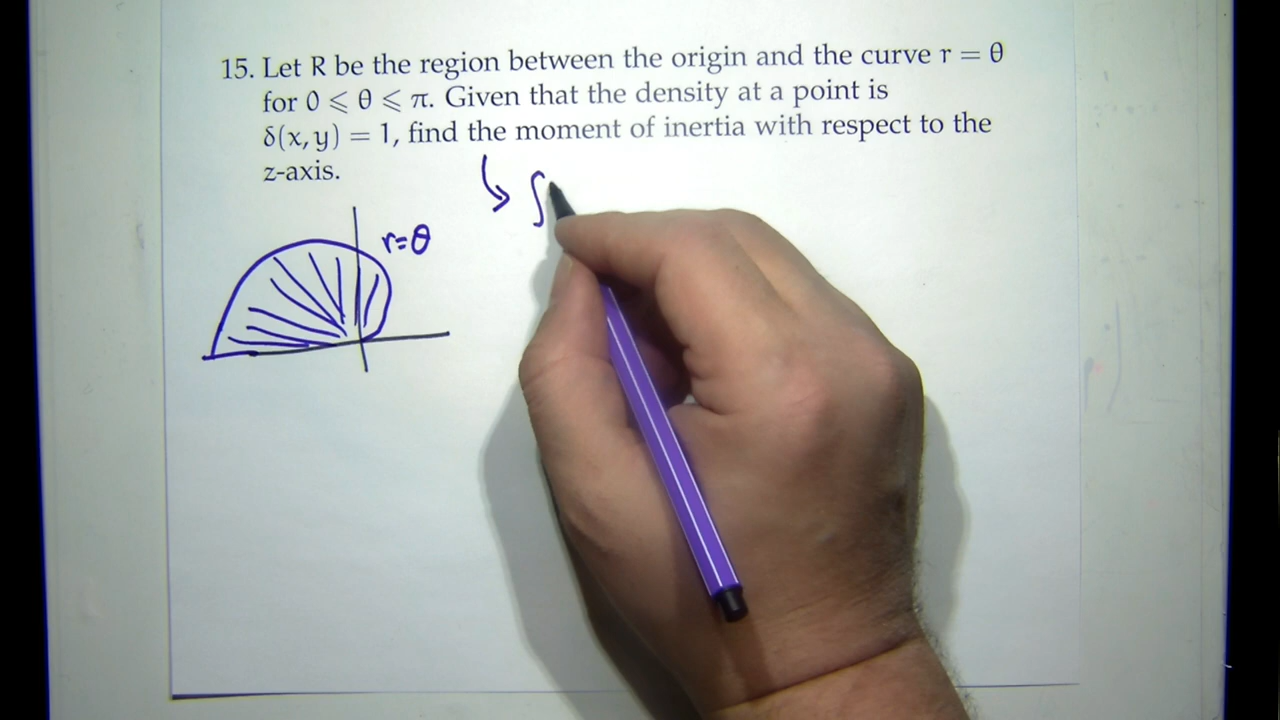 15. Let R be the region between the origin and the curve r = θ
for 0 ⩽ θ ⩽ π. Given that the density at a point is
δ(x, y) = 1, find the moment of inertia with respect to the
z-axis.
∫
r=θ